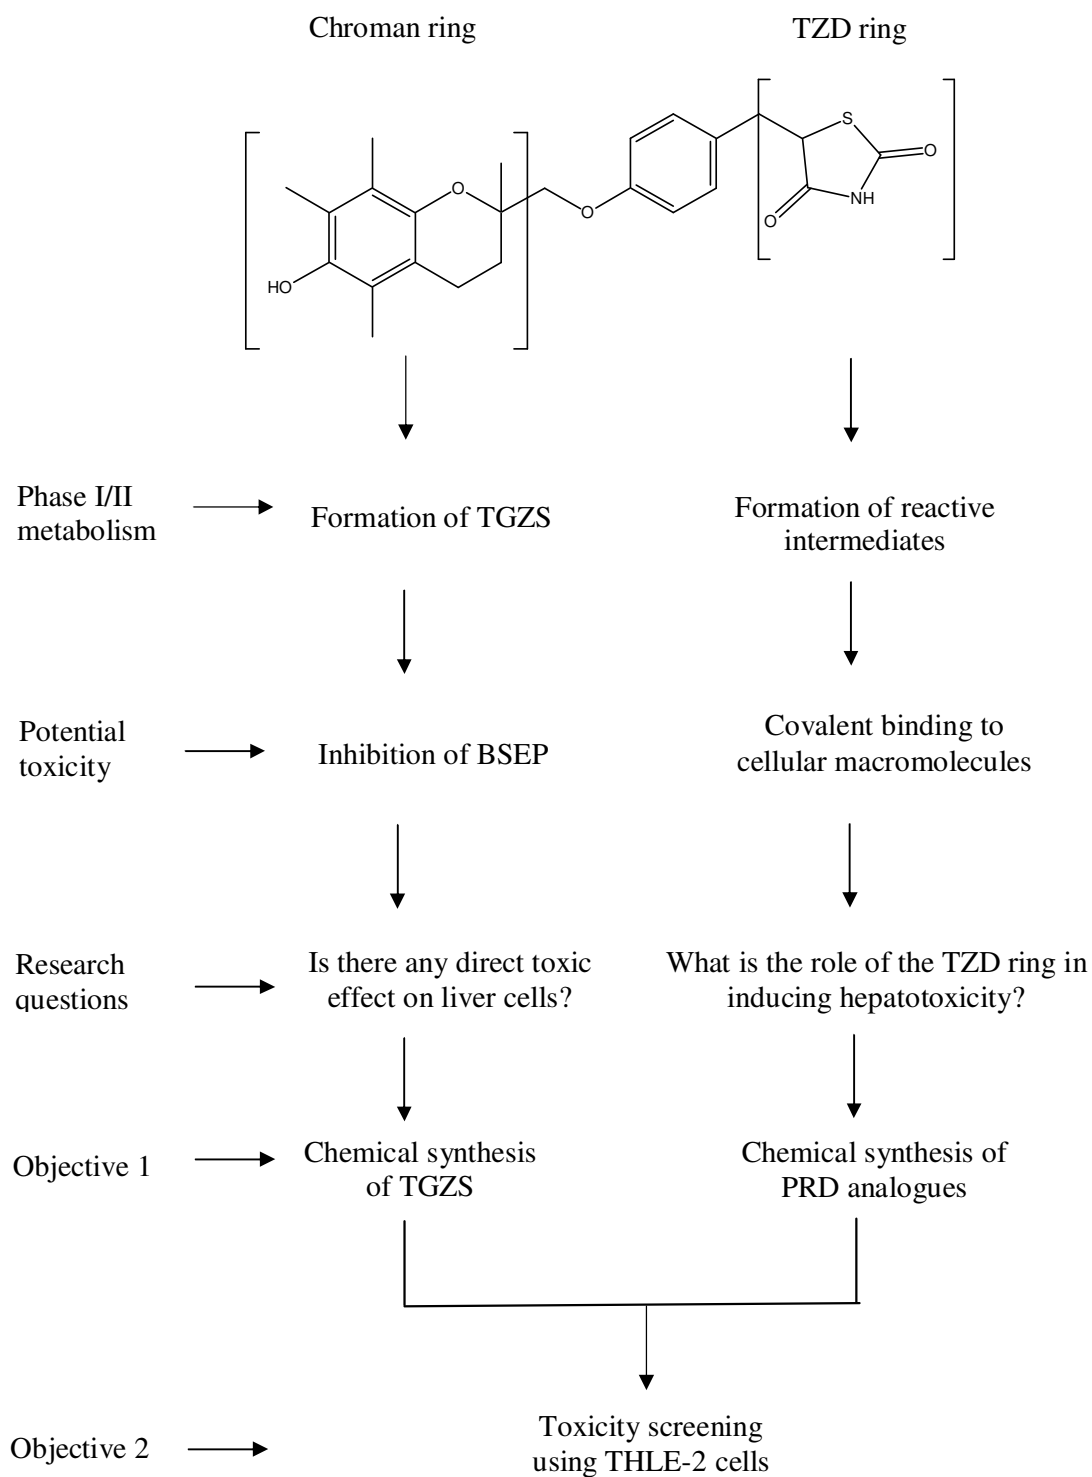 Chroman ring
TZD ring
S
O
O
O
NH
O
HO
Phase I/II
metabolism
Formation of TGZS
Formation of reactive
intermediates
Potential
toxicity
Inhibition of BSEP
Covalent binding to
cellular macromolecules
Research
questions
Is there any direct toxic
effect on liver cells?
What is the role of the TZD ring in
inducing hepatotoxicity?
Objective 1
Chemical synthesis
of TGZS
Chemical synthesis of
PRD analogues
Objective 2
Toxicity screening
using THLE-2 cells